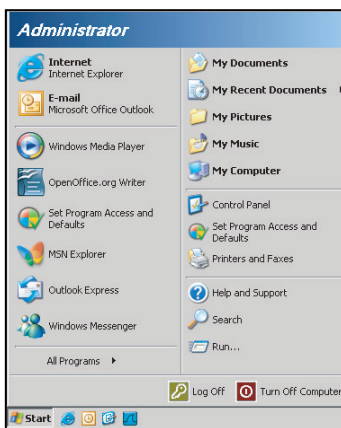 Administrator
Internet
Internet Explorer
E-mail
Microsoft Office Outlook
Windows Media Player
OpenOffice.org Writer
Set Program Access and
Defaults
MSN Explorer
Outlook Express
Windows Messenger
All Programs
My Documents
My Recent Documents
My Pictures
My Music
My Computer
Control Panel
Set Program Access and
Defaults
Printers and Faxes
Help and Support
Search
Run...
Log Off
Turn Off Computer
Start